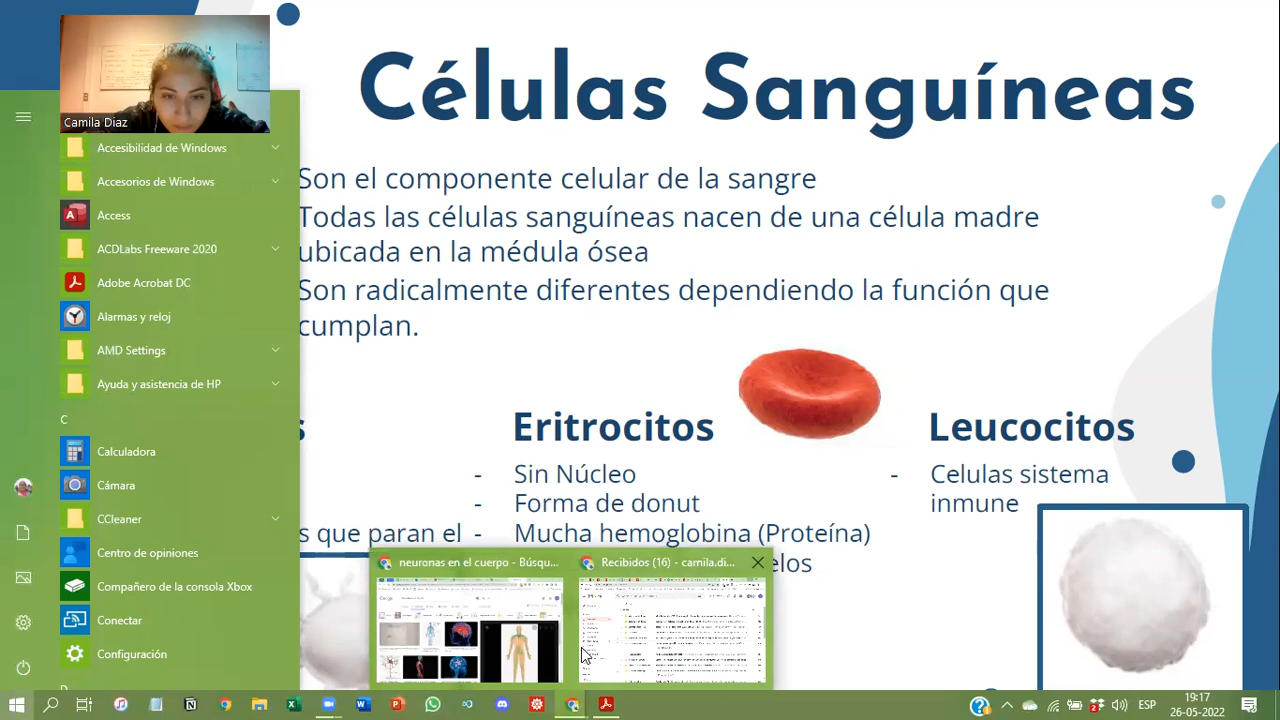 Células Sanguíneas
Camila Diaz
Accesibilidad de Windows
Accesorios de Windows
Access
ACDLabs Freeware 2020
Adobe Acrobat DC
Alarmas y reloj
AMD Settings
Ayuda y asistencia de HP
C
Calculadora
Cámara
CCleaner
Centro de opiniones
Compañero de la consola Xbox
Conectar
Configuración
Son el componente celular de la sangre
Todas las células sanguíneas nacen de una célula madre
ubicada en la médula ósea
Son radicalmente diferentes dependiendo la función que
cumplan.
s
s que paran el
Eritrocitos
- Sin Núcleo
- Forma de donut
- Mucha hemoglobina (Proteína)
elos
Leucocitos
- Celulas sistema
inmune
neuronas en el cuerpo - Búsqu...
Recibidos (16) - camila.di...
ESP
19:17
26-05-2022